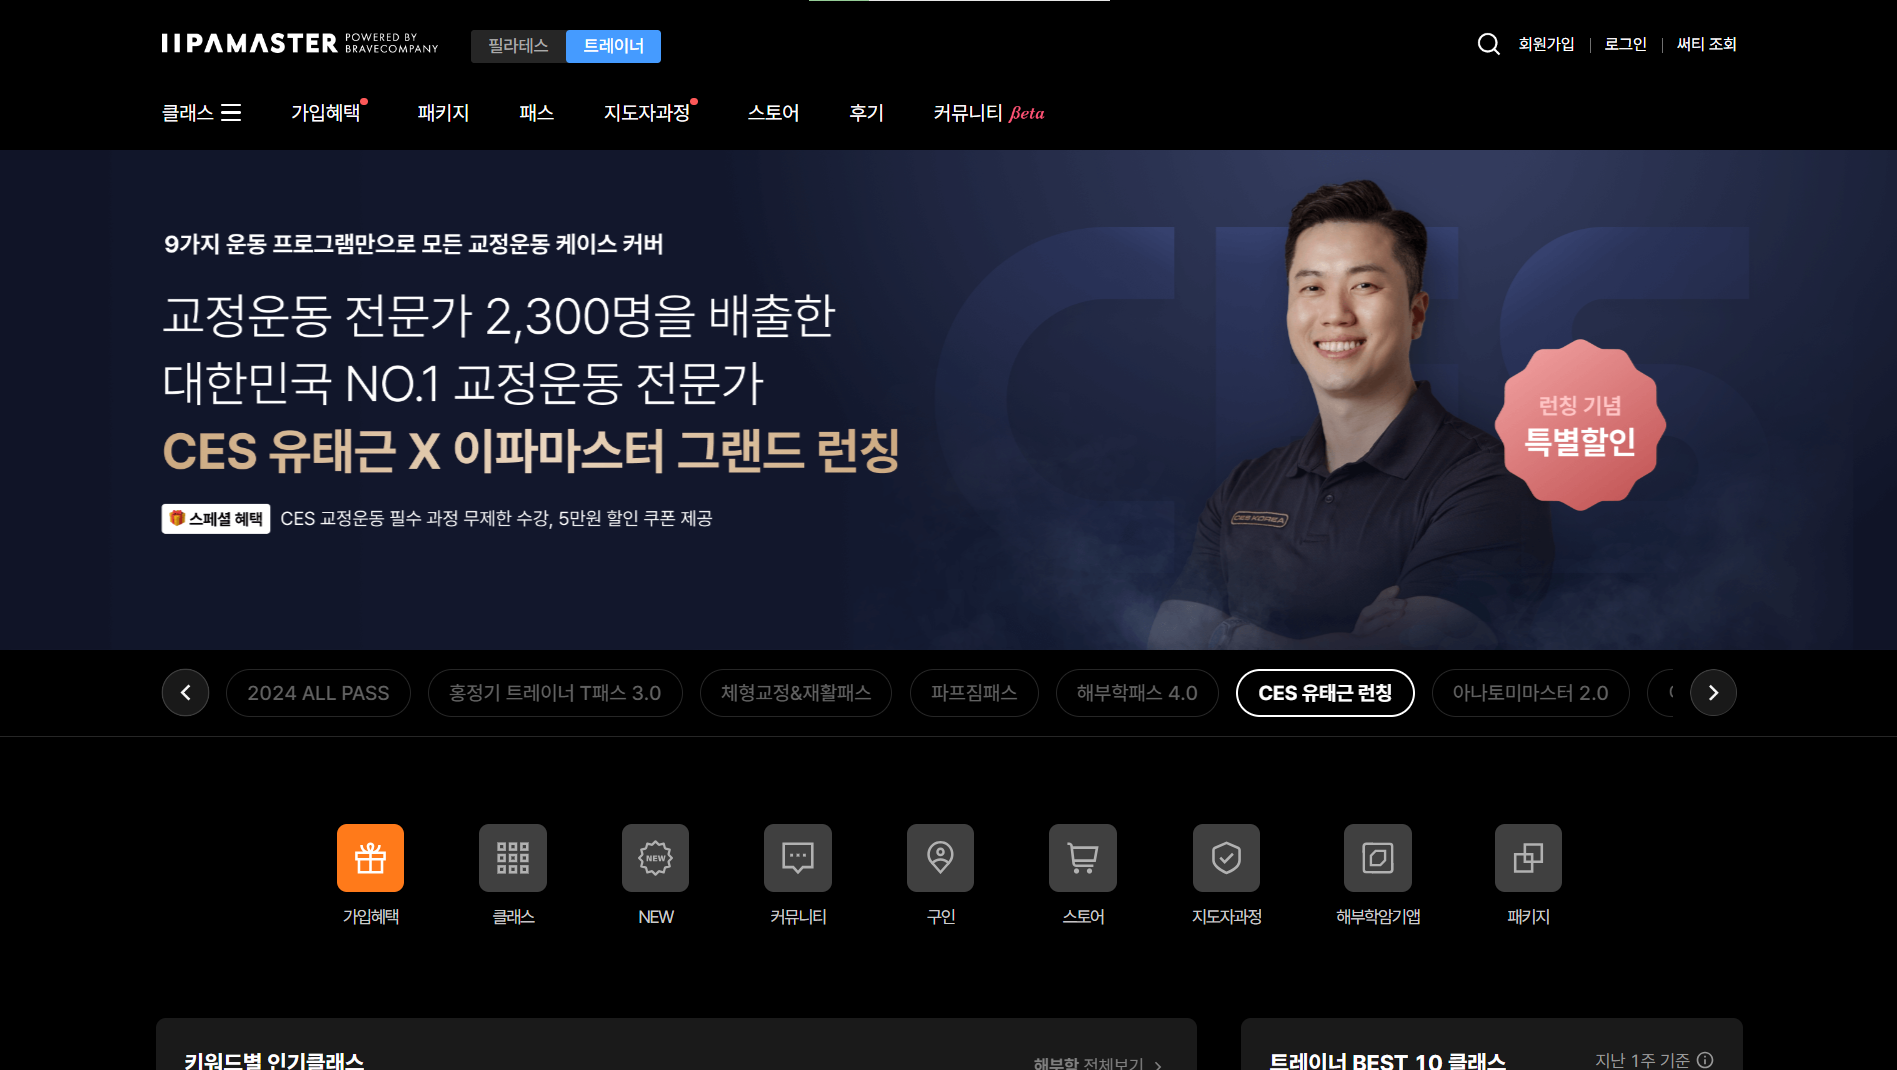 IIPAMASTER POWERED BY BRAVECOMPANY
필라테스 트레이너
회원가입 로그인 써티 조회
클래스 가입혜택 패키지 패스 지도자과정 스토어 후기 커뮤니티 βeta
9가지 운동 프로그램만으로 모든 교정운동 케이스 커버
교정운동 전문가 2,300명을 배출한
대한민국 NO.1 교정운동 전문가
CES 유태근 X 이파마스터 그랜드 런칭
스페셜 혜택 CES 교정운동 필수 과정 무제한 수강, 5만원 할인 쿠폰 제공
CES
CES KOREA
런칭 기념
특별할인
2024 ALL PASS 홍정기 트레이너 T패스 3.0 체형교정&재활패스 파프짐패스 해부학패스 4.0 CES 유태근 런칭 아나토미마스터 2.0
NEW
가입혜택 클래스 NEW 커뮤니티 구인 스토어 지도자과정 해부학암기앱 패키지
키워드별 인기클래스 해부학 전체보기
트레이너 BEST 10 클래스 지난 1주 기준